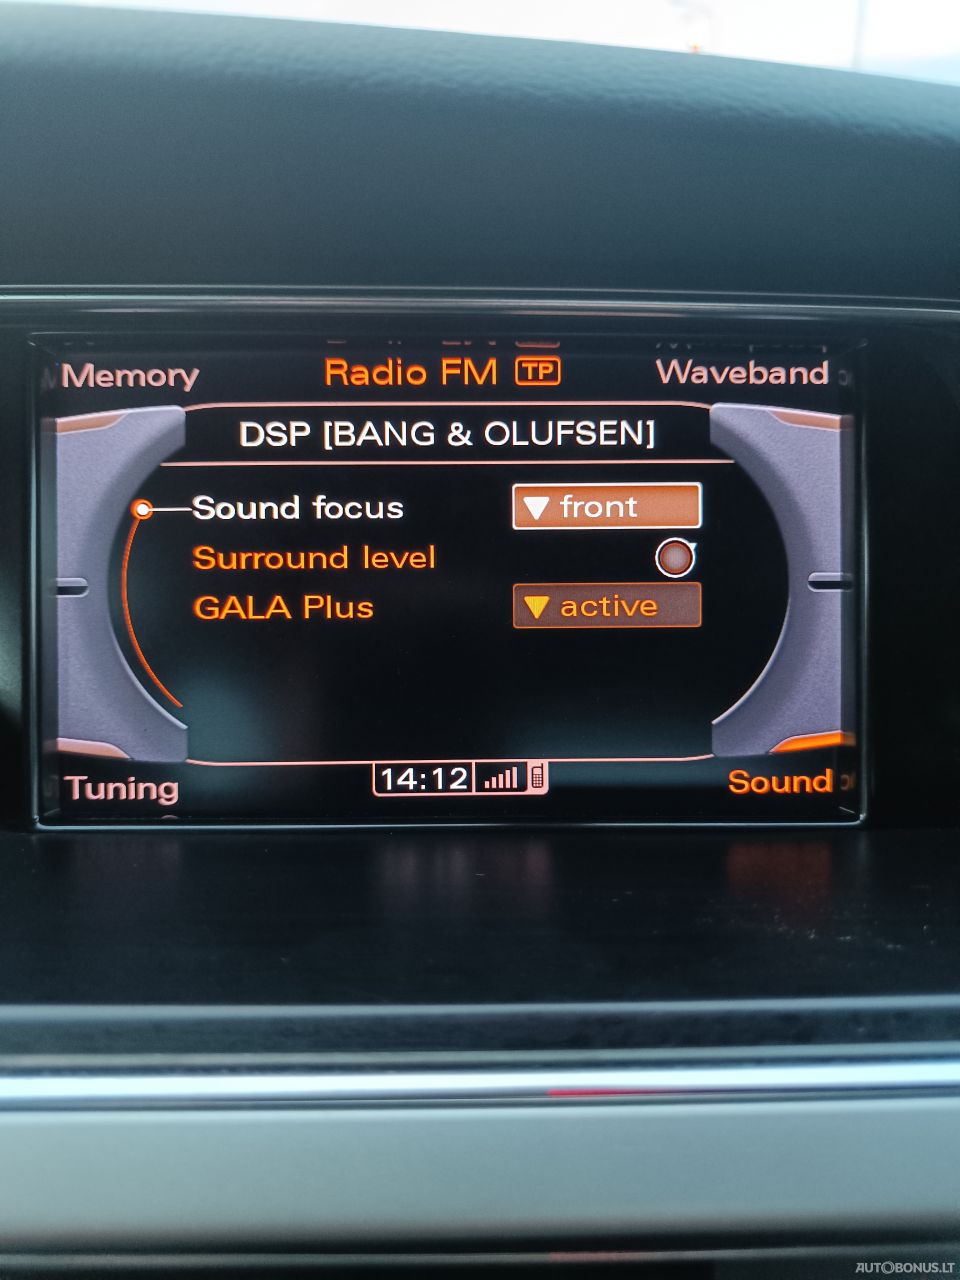 Memory
Radio FM TP
Waveband
DSP [BANG & OLUFSEN]
Sound focus ▼ front
Surround level
GALA Plus ▼ active
Tuning
14:12
Sound
AUTOBONUS.LT